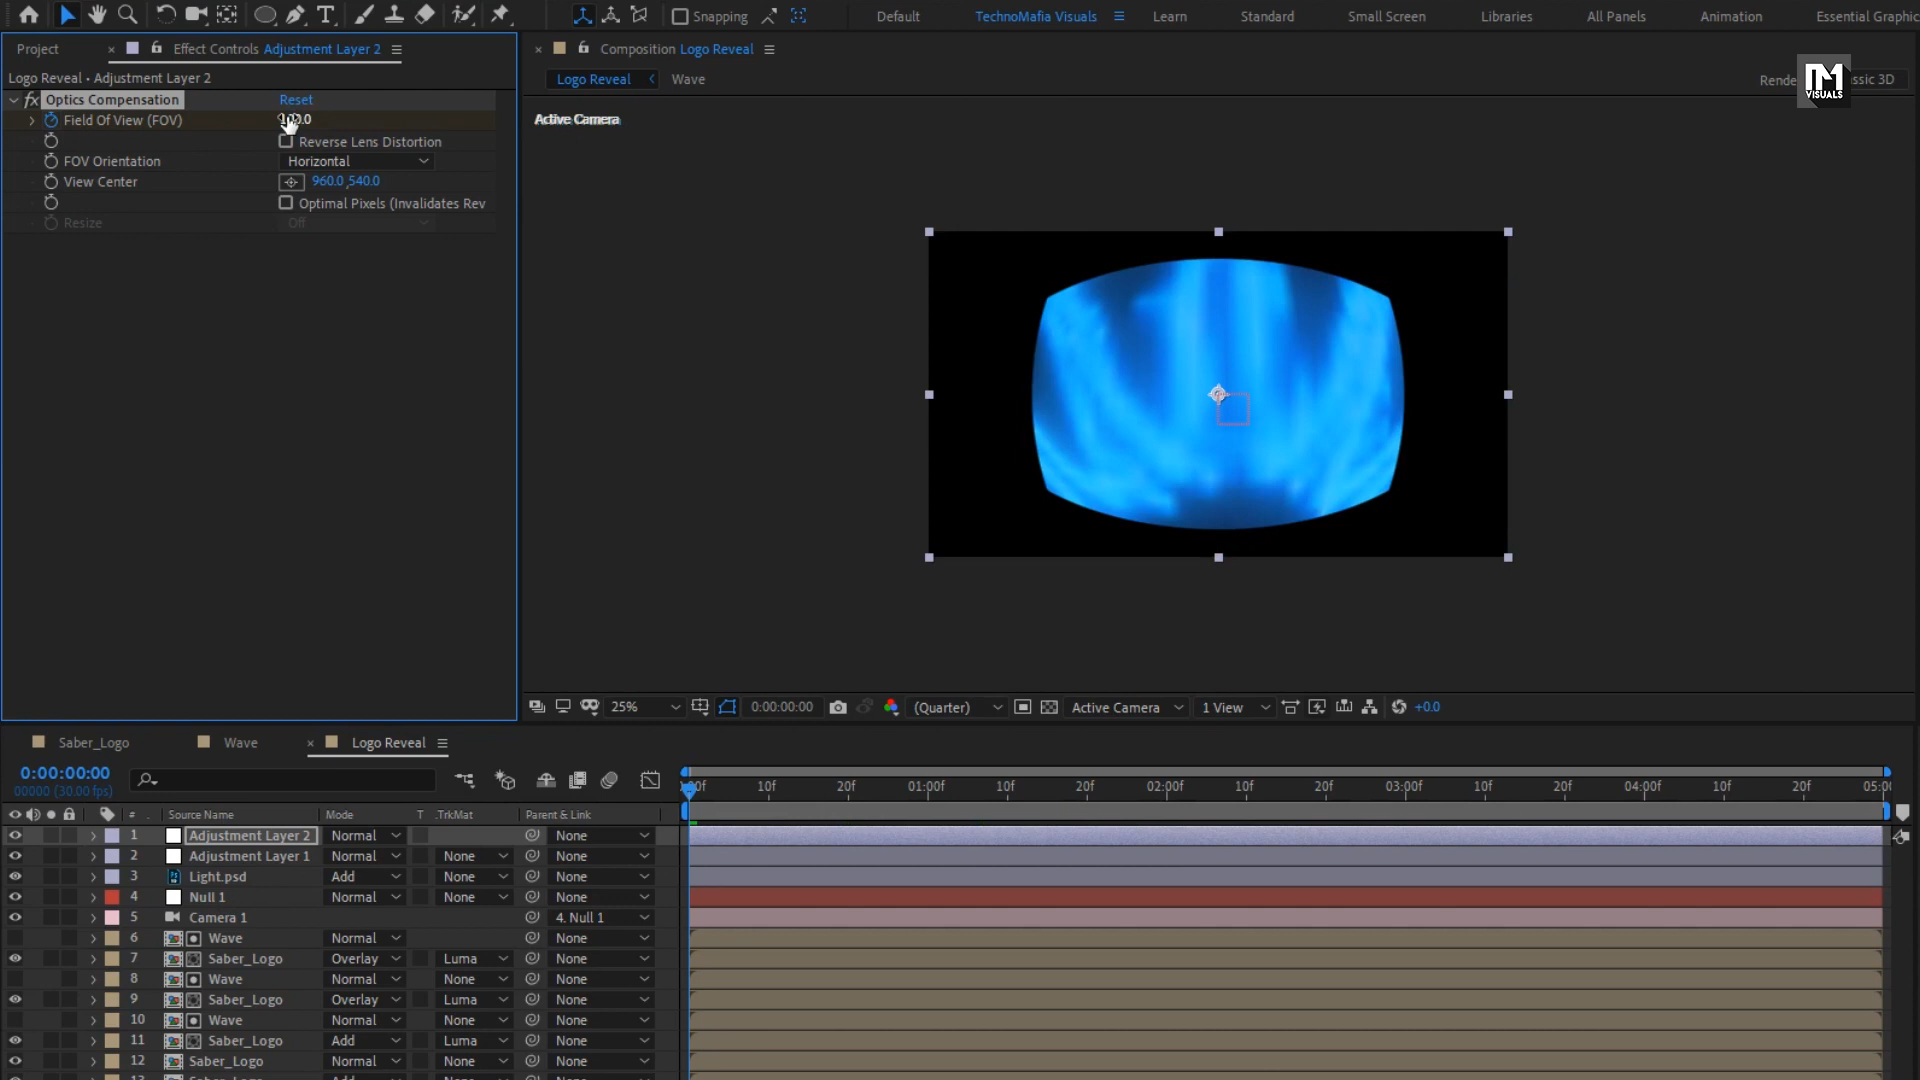 Snapping
Default
TechnoMafia Visuals
Learn
Standard
Small Screen
Libraries
All Panels
Animation
Essential Graphic
Project
Effect Controls Adjustment Layer 2
Composition Logo Reveal
Logo Reveal • Adjustment Layer 2
Logo Reveal
Wave
VISUALS
Optics Compensation
Reset
Field Of View (FOV)
Active Camera
Reverse Lens Distortion
FOV Orientation
Horizontal
View Center
960.0,540.0
Optimal Pixels (Invalidates Rev
Resize
Off
25%
0:00:00:00
(Quarter)
Active Camera
1 View
+0.0
Saber_Logo
Wave
Logo Reveal
0:00:00:00
00000 (30.00 fps)
10f
20f
01:00f
10f
20f
02:00f
10f
20f
03:00f
10f
20f
04:00f
10f
20f
05:00
# Source Name Mode T .TrkMat Parent & Link
1 Adjustment Layer 2 Normal None
2 Adjustment Layer 1 Normal None None
3 Light.psd Add None None
4 Null 1 Normal None None
5 Camera 1 4. Null 1
6 Wave Normal None
7 Saber_Logo Overlay Luma None
8 Wave Normal None None
9 Saber_Logo Overlay Luma None
10 Wave Normal None None
11 Saber_Logo Add Luma None
12 Saber_Logo Normal None None